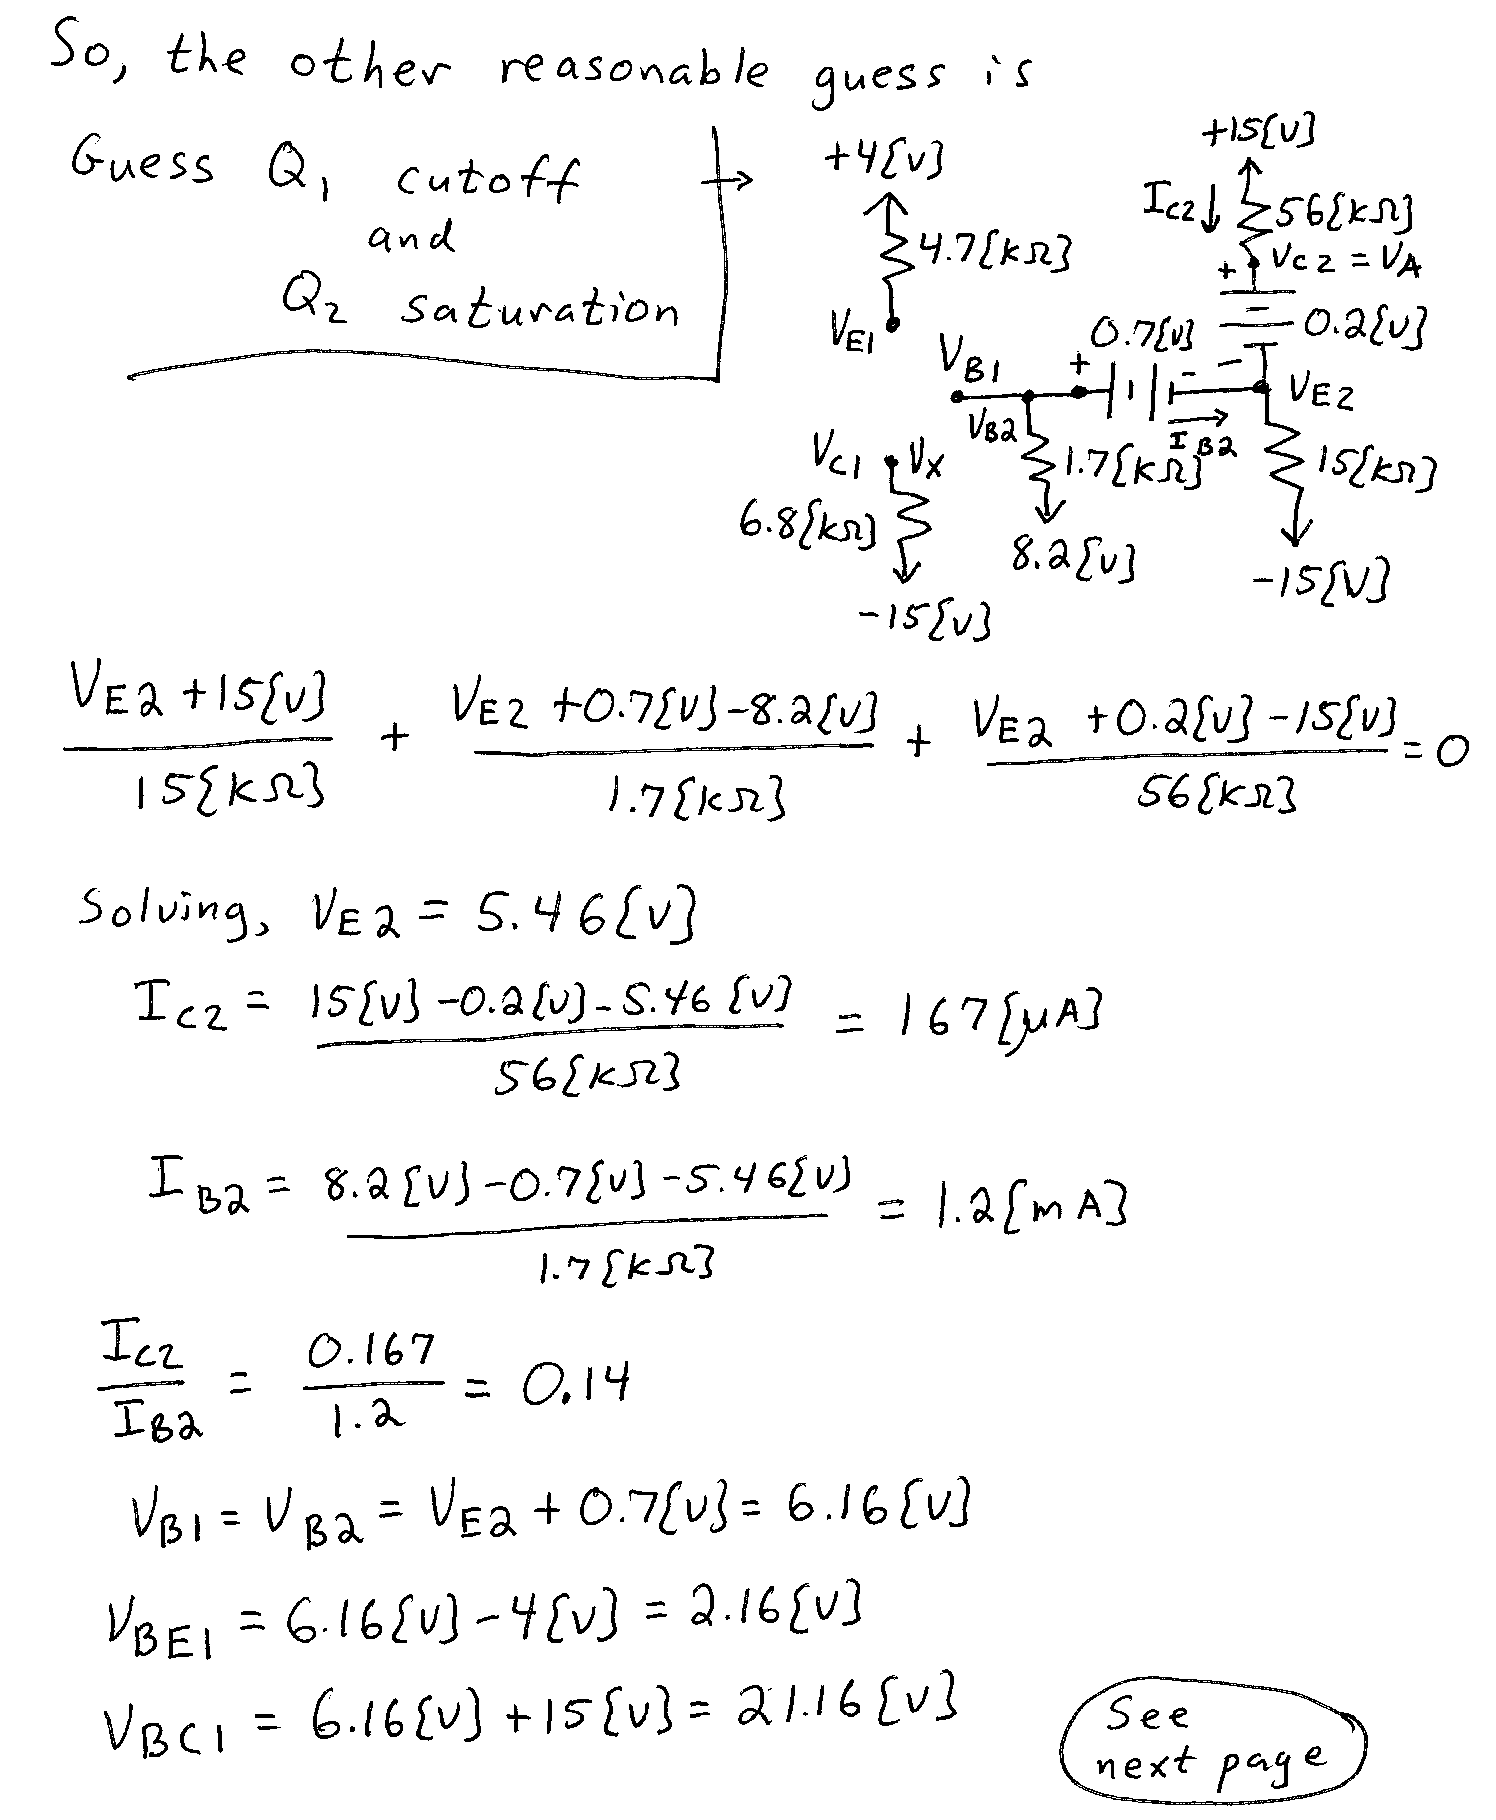 So, the other reasonable guess is
Guess Q1 cutoff
and
Q2 saturation
+4[V]
4.7[kΩ]
VE1
+15[V]
IC2
56[kΩ]
VC2 = VA
+
0.2[V]
-
0.7[V]
+
-
VB1
VB2
IB2
VE2
VC1
VX
1.7[kΩ]
15[kΩ]
6.8[kΩ]
8.2[V]
-15[V]
-15[V]
VE2 +15[V] / 15[kΩ] + VE2 +0.7[V]-8.2[V] / 1.7[kΩ] + VE2 +0.2[V]-15[V] / 56[kΩ] = 0
Solving, VE2 = 5.46[V]
IC2 = 15[V]-0.2[V]-5.46[V] / 56[kΩ] = 167[μA]
IB2 = 8.2[V]-0.7[V]-5.46[V] / 1.7[kΩ] = 1.2[mA]
IC2 / IB2 = 0.167 / 1.2 = 0.14
VB1 = VB2 = VE2 + 0.7[V] = 6.16[V]
VBE1 = 6.16[V]-4[V] = 2.16[V]
VBC1 = 6.16[V]+15[V] = 21.16[V]
See
next page